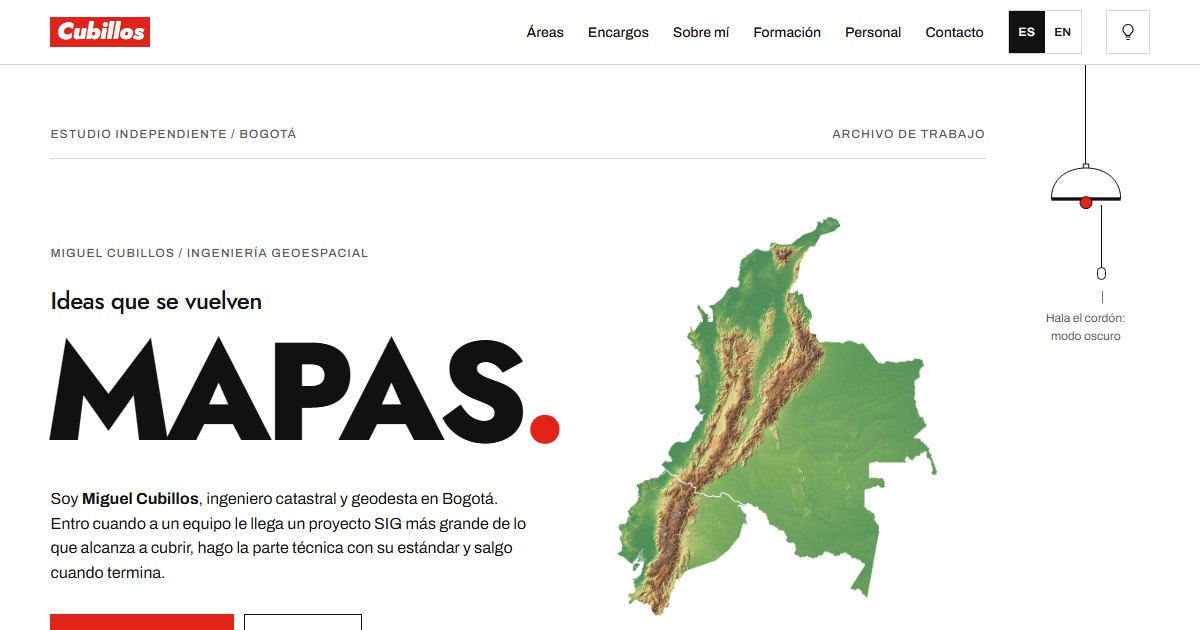 Cubillos
Áreas Encargos Sobre mí Formación Personal Contacto ES EN
ESTUDIO INDEPENDIENTE / BOGOTÁ
ARCHIVO DE TRABAJO
MIGUEL CUBILLOS / INGENIERÍA GEOESPACIAL
Ideas que se vuelven
MAPAS.
Soy Miguel Cubillos, ingeniero catastral y geodesta en Bogotá.
Entro cuando a un equipo le llega un proyecto SIG más grande de lo
que alcanza a cubrir, hago la parte técnica con su estándar y salgo
cuando termina.
Hala el cordón:
modo oscuro